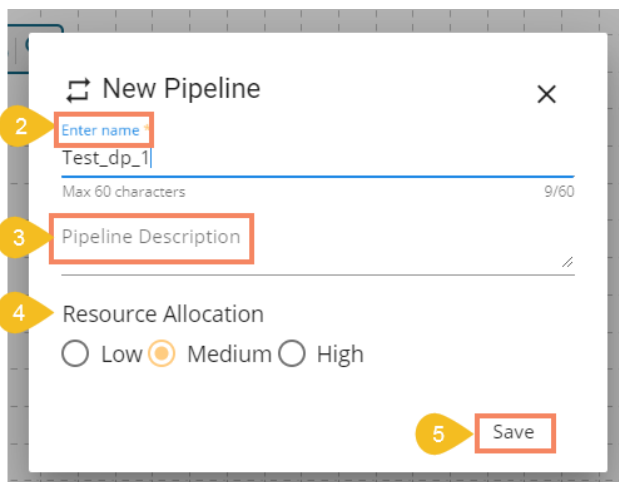 New Pipeline
2
Enter name *
Test_dp_1
Max 60 characters 9/60
3
Pipeline Description
4
Resource Allocation
Low Medium High
5
Save